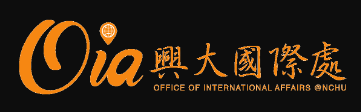 Oia 興大國際處
OFFICE OF INTERNATIONAL AFFAIRS @NCHU